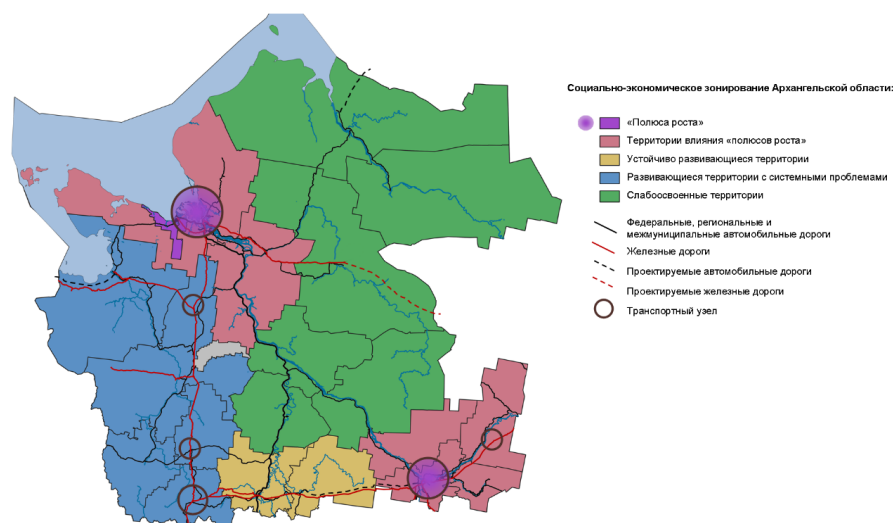 Социально-экономическое зонирование Архангельской области:
«Полюса роста»
Территории влияния «полюсов роста»
Устойчиво развивающиеся территории
Развивающиеся территории с системными проблемами
Слабоосвоенные территории
Федеральные, региональные и
межмуниципальные автомобильные дороги
Железные дороги
Проектируемые автомобильные дороги
Проектируемые железные дороги
Транспортный узел